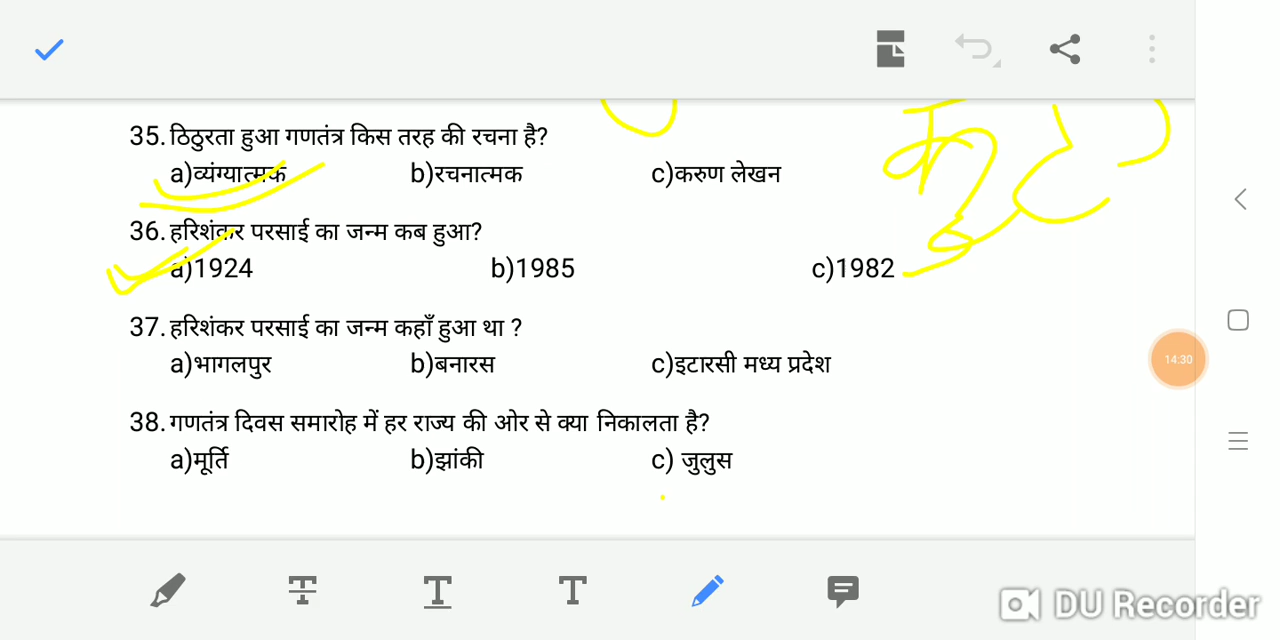 35. ठिठुरता हुआ गणतंत्र किस तरह की रचना है?
a)व्यंग्यात्मक b)रचनात्मक c)करुण लेखन
36. हरिशंकर परसाई का जन्म कब हुआ?
a)1924 b)1985 c)1982
37. हरिशंकर परसाई का जन्म कहाँ हुआ था ?
a)भागलपुर b)बनारस c)इटारसी मध्य प्रदेश
14:30
38. गणतंत्र दिवस समारोह में हर राज्य की ओर से क्या निकालता है?
a)मूर्ति b)झांकी c) जुलुस
T T T
DU Recorder